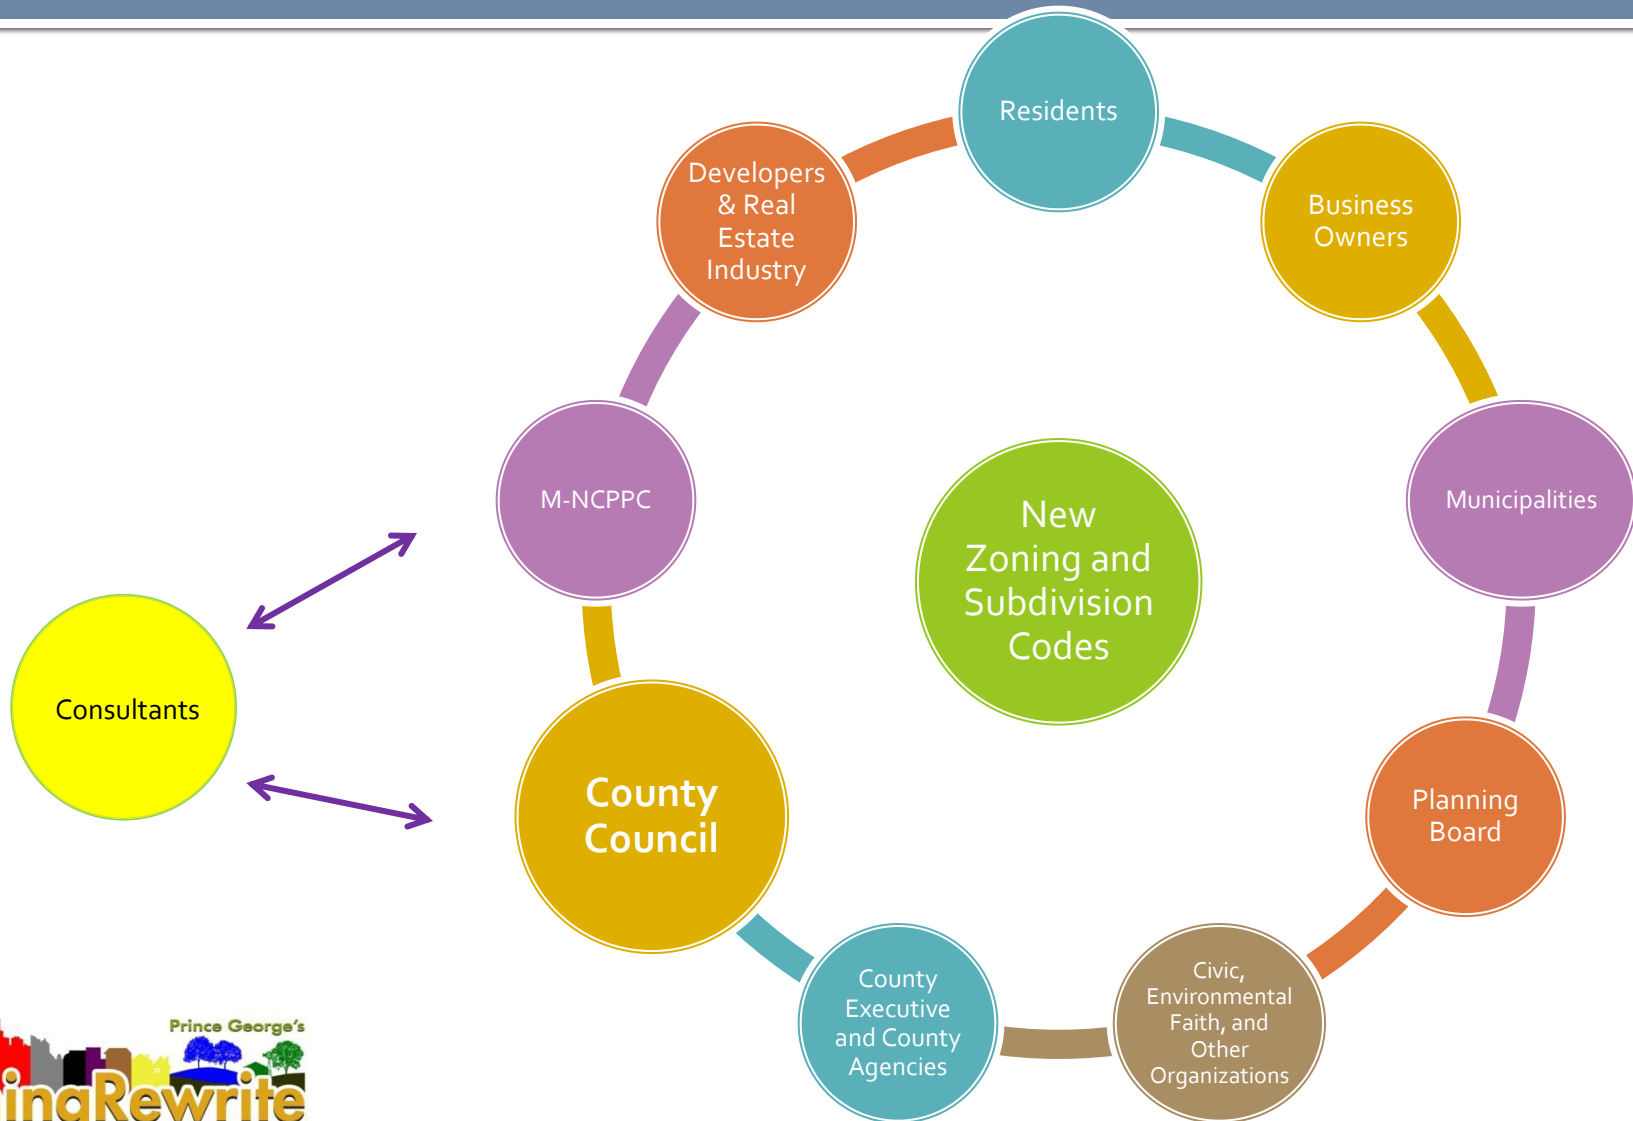 Residents
Developers
& Real
Estate
Industry
Business
Owners
M-NCPPC
Municipalities
New
Zoning and
Subdivision
Codes
Consultants
County
Council
Planning
Board
County
Executive
and County
Agencies
Civic,
Environmental
Faith, and
Other
Organizations
Prince George's
ingRewrite